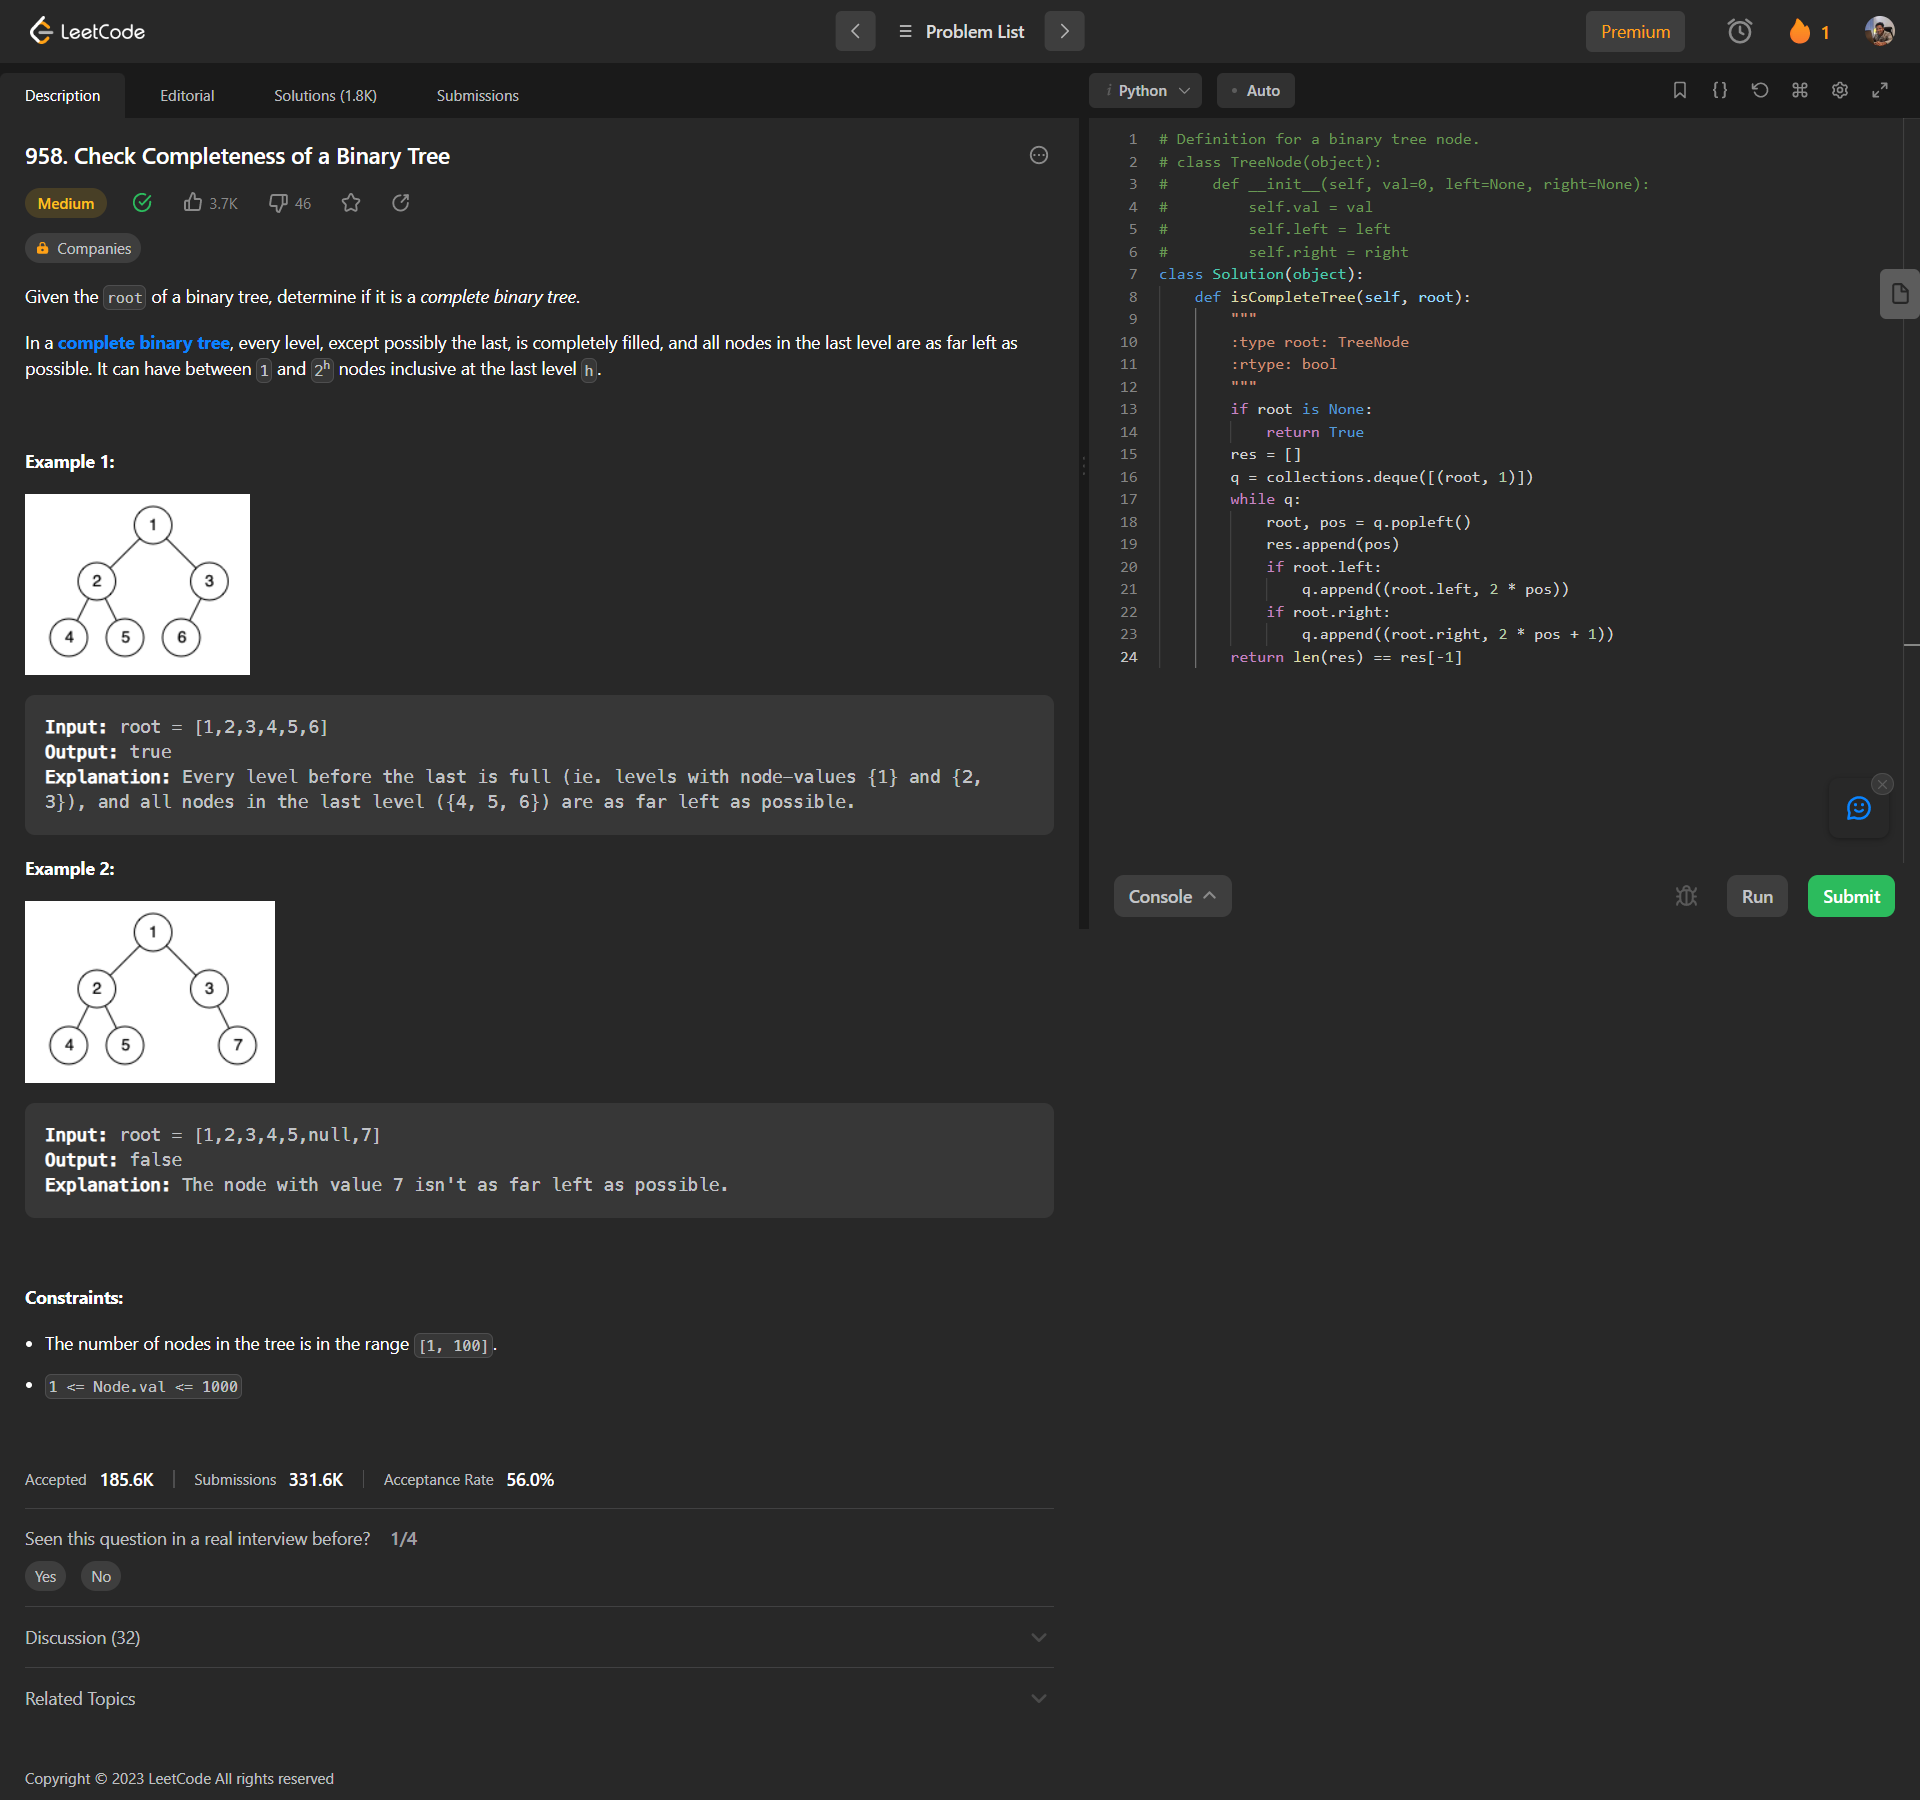 LeetCode
Problem List
Premium
1
Description
Editorial
Solutions (1.8K)
Submissions
958. Check Completeness of a Binary Tree
Medium
3.7K
46
Companies
Given the root of a binary tree, determine if it is a complete binary tree.
In a complete binary tree, every level, except possibly the last, is completely filled, and all nodes in the last level are as far left as
possible. It can have between 1 and 2h nodes inclusive at the last level h.
Example 1:
1
2 3
4 5 6
Input: root = [1,2,3,4,5,6]
Output: true
Explanation: Every level before the last is full (ie. levels with node-values {1} and {2,
3}), and all nodes in the last level ({4, 5, 6}) are as far left as possible.
Example 2:
1
2 3
4 5 7
Input: root = [1,2,3,4,5,null,7]
Output: false
Explanation: The node with value 7 isn't as far left as possible.
Constraints:
• The number of nodes in the tree is in the range [1, 100].
• 1 <= Node.val <= 1000
Accepted 185.6K
Submissions 331.6K
Acceptance Rate 56.0%
Seen this question in a real interview before? 1/4
Yes
No
Discussion (32)
Related Topics
Copyright © 2023 LeetCode All rights reserved
i Python
• Auto
{}
⌘
1 # Definition for a binary tree node.
2 # class TreeNode(object):
3 #     def __init__(self, val=0, left=None, right=None):
4 #         self.val = val
5 #         self.left = left
6 #         self.right = right
7 class Solution(object):
8     def isCompleteTree(self, root):
9         """
10         :type root: TreeNode
11         :rtype: bool
12         """
13         if root is None:
14             return True
15         res = []
16         q = collections.deque([(root, 1)])
17         while q:
18             root, pos = q.popleft()
19             res.append(pos)
20             if root.left:
21                 q.append((root.left, 2 * pos))
22             if root.right:
23                 q.append((root.right, 2 * pos + 1))
24         return len(res) == res[-1]
Console
Run
Submit